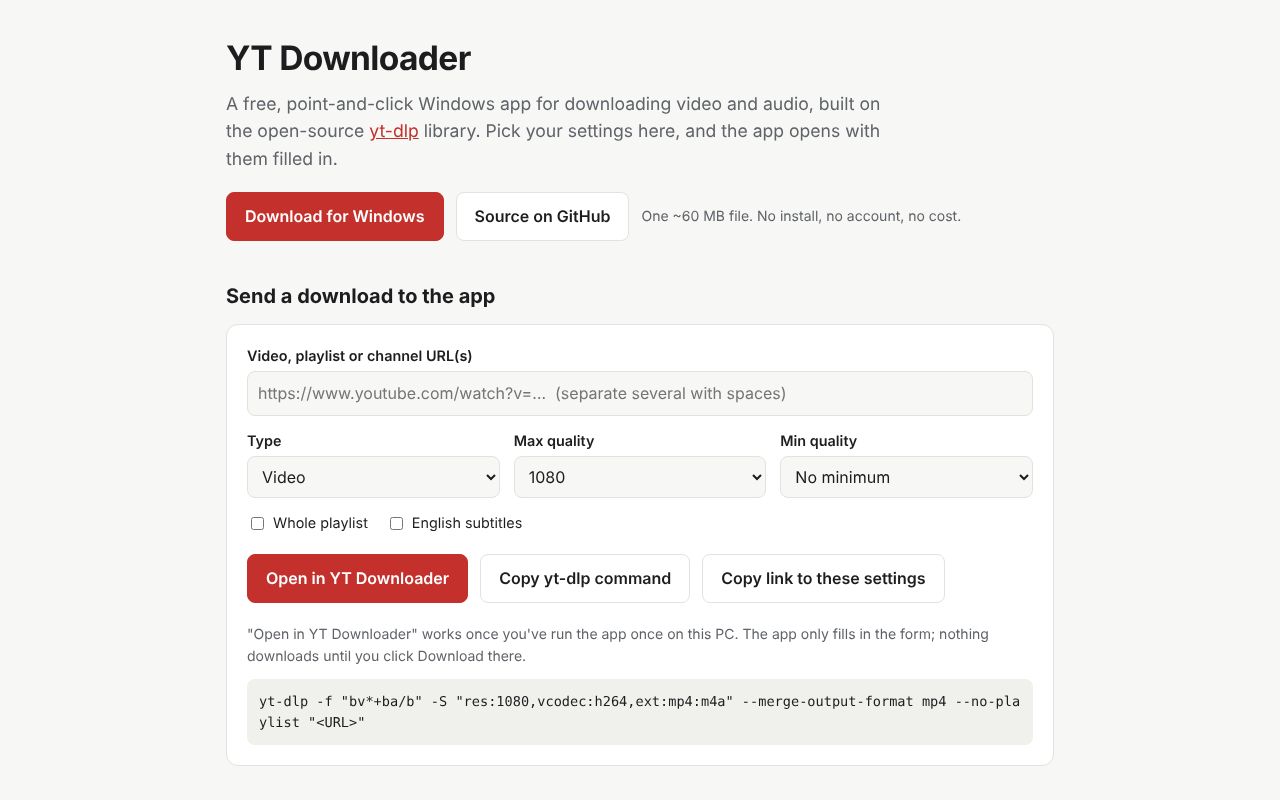 YT Downloader
A free, point-and-click Windows app for downloading video and audio, built on
the open-source yt-dlp library. Pick your settings here, and the app opens with
them filled in.
Download for Windows
Source on GitHub
One ~60 MB file. No install, no account, no cost.
Send a download to the app
Video, playlist or channel URL(s)
https://www.youtube.com/watch?v=... (separate several with spaces)
Type
Max quality
Min quality
Video
1080
No minimum
Whole playlist
English subtitles
Open in YT Downloader
Copy yt-dlp command
Copy link to these settings
"Open in YT Downloader" works once you've run the app once on this PC. The app only fills in the form; nothing
downloads until you click Download there.
yt-dlp -f "bv*+ba/b" -S "res:1080,vcodec:h264,ext:mp4:m4a" --merge-output-format mp4 --no-pla
ylist "<URL>"